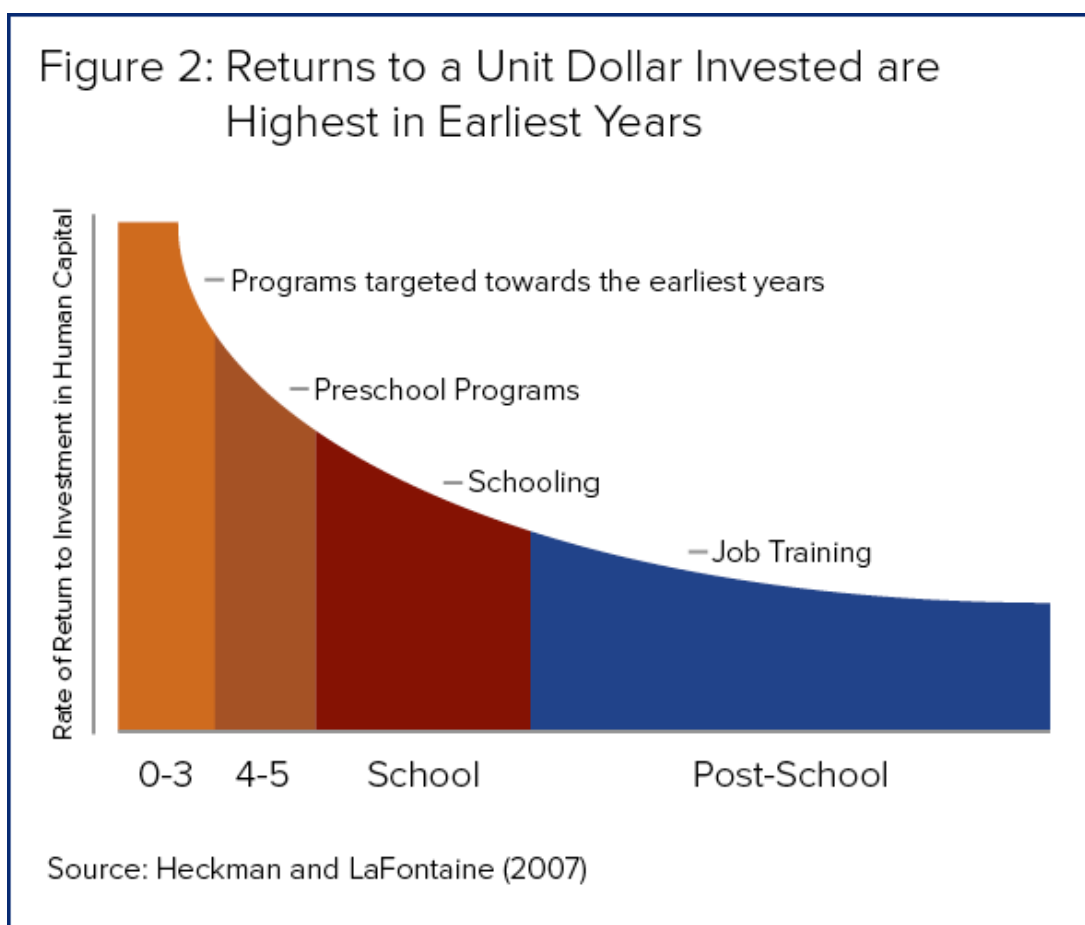 Figure 2: Returns to a Unit Dollar Invested are
Highest in Earliest Years
Rate of Return to Investment in Human Capital
Programs targeted towards the earliest years
Preschool Programs
Schooling
Job Training
0-3 4-5 School Post-School
Source: Heckman and LaFontaine (2007)